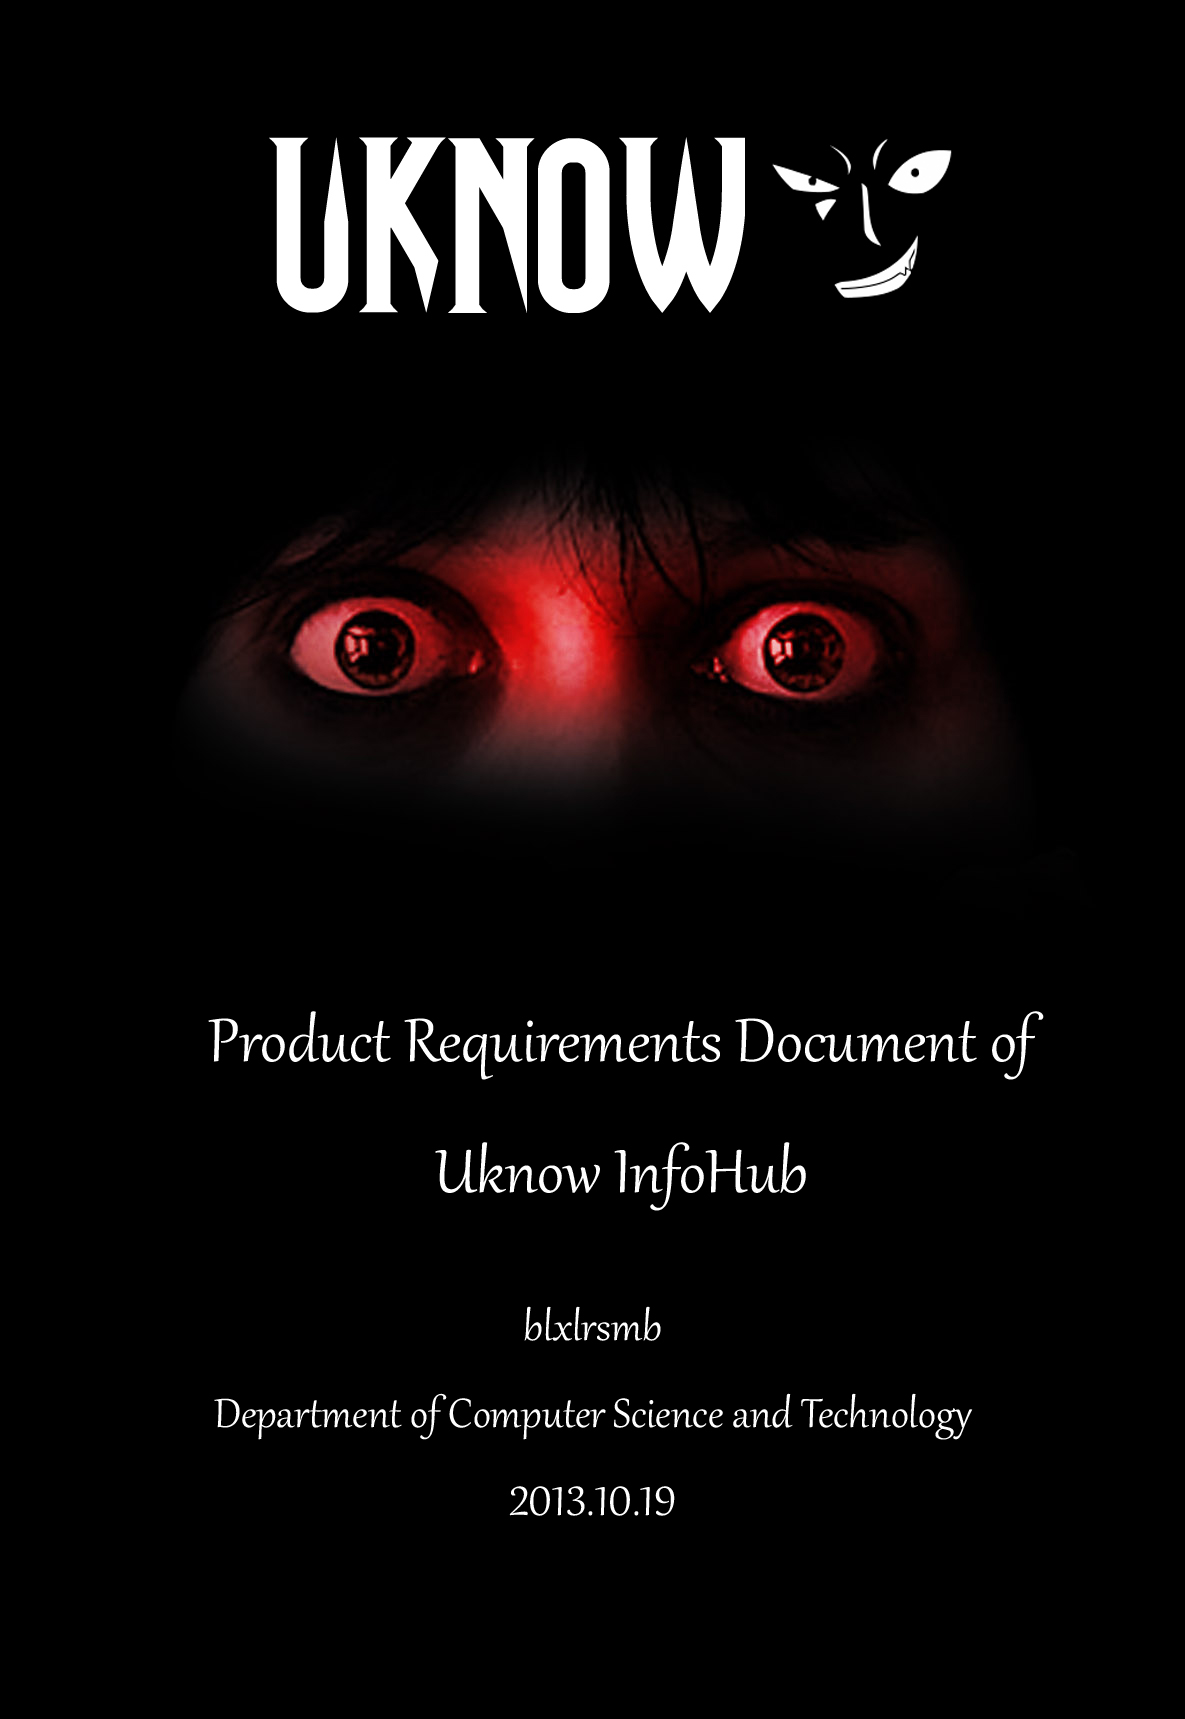 UKNOW
Product Requirements Document of
Uknow InfoHub
blxlrsmb
Department of Computer Science and Technology
2013.10.19